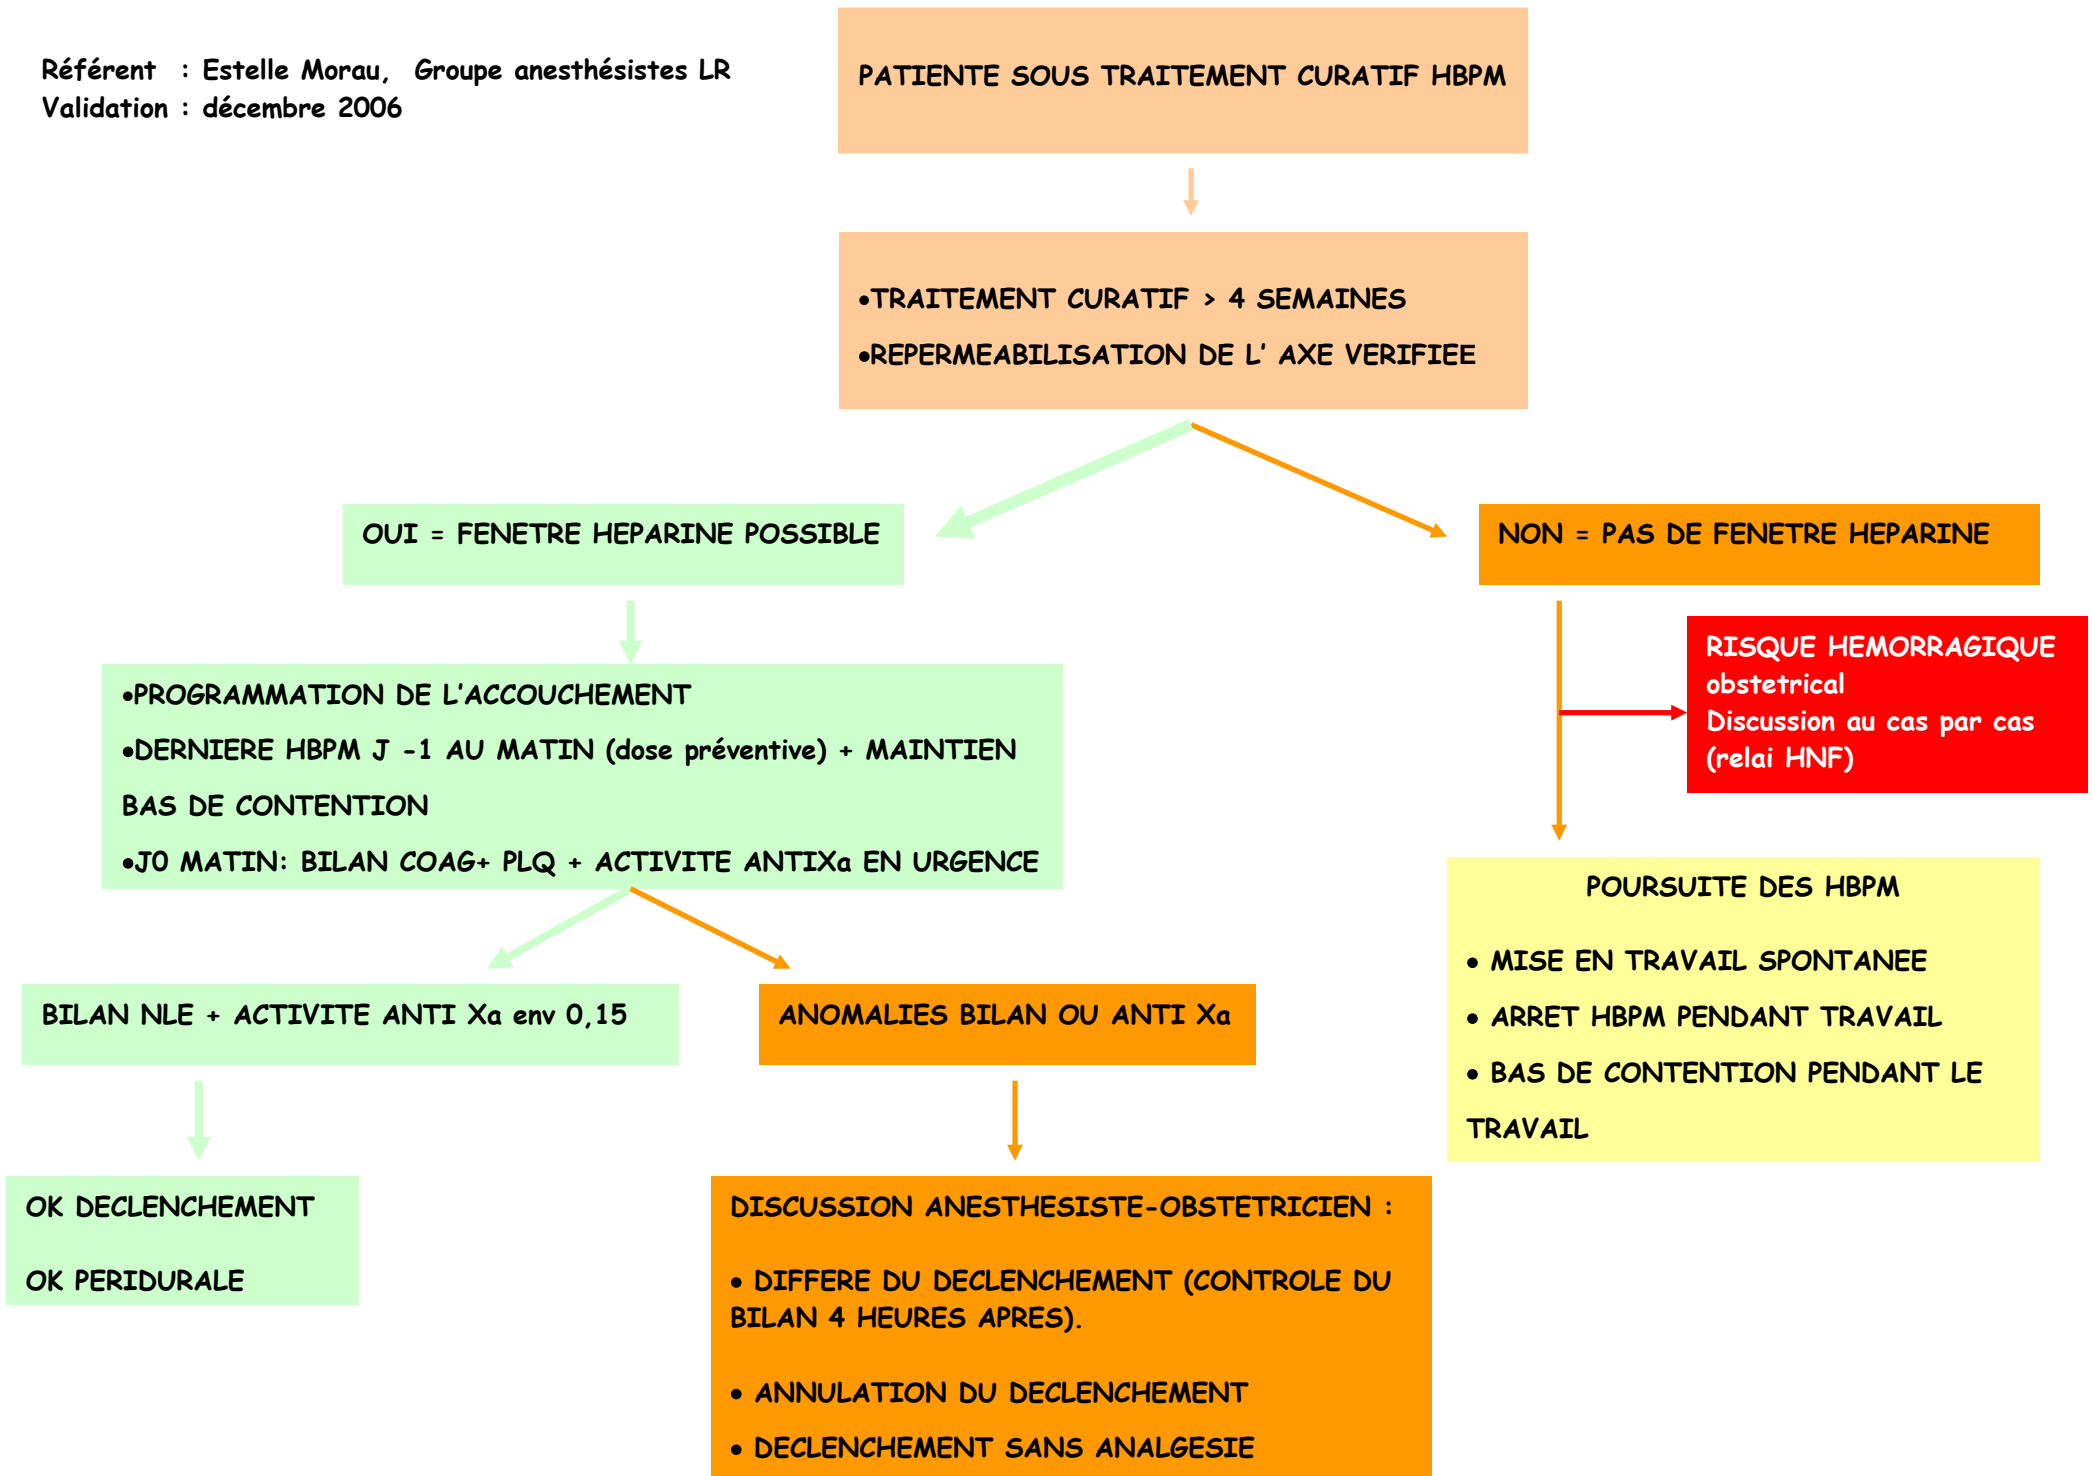 Référent : Estelle Morau, Groupe anesthésistes LR
Validation : décembre 2006
PATIENTE SOUS TRAITEMENT CURATIF HBPM
•TRAITEMENT CURATIF > 4 SEMAINES
•REPERMEABILISATION DE L' AXE VERIFIEE
OUI = FENETRE HEPARINE POSSIBLE
NON = PAS DE FENETRE HEPARINE
RISQUE HEMORRAGIQUE
obstetrical
Discussion au cas par cas
(relai HNF)
•PROGRAMMATION DE L'ACCOUCHEMENT
•DERNIERE HBPM J -1 AU MATIN (dose préventive) + MAINTIEN
BAS DE CONTENTION
•J0 MATIN: BILAN COAG+ PLQ + ACTIVITE ANTIXa EN URGENCE
POURSUITE DES HBPM
• MISE EN TRAVAIL SPONTANEE
• ARRET HBPM PENDANT TRAVAIL
• BAS DE CONTENTION PENDANT LE
TRAVAIL
BILAN NLE + ACTIVITE ANTI Xa env 0,15
ANOMALIES BILAN OU ANTI Xa
OK DECLENCHEMENT
OK PERIDURALE
DISCUSSION ANESTHESISTE-OBSTETRICIEN :
• DIFFERE DU DECLENCHEMENT (CONTROLE DU
BILAN 4 HEURES APRES).
• ANNULATION DU DECLENCHEMENT
• DECLENCHEMENT SANS ANALGESIE